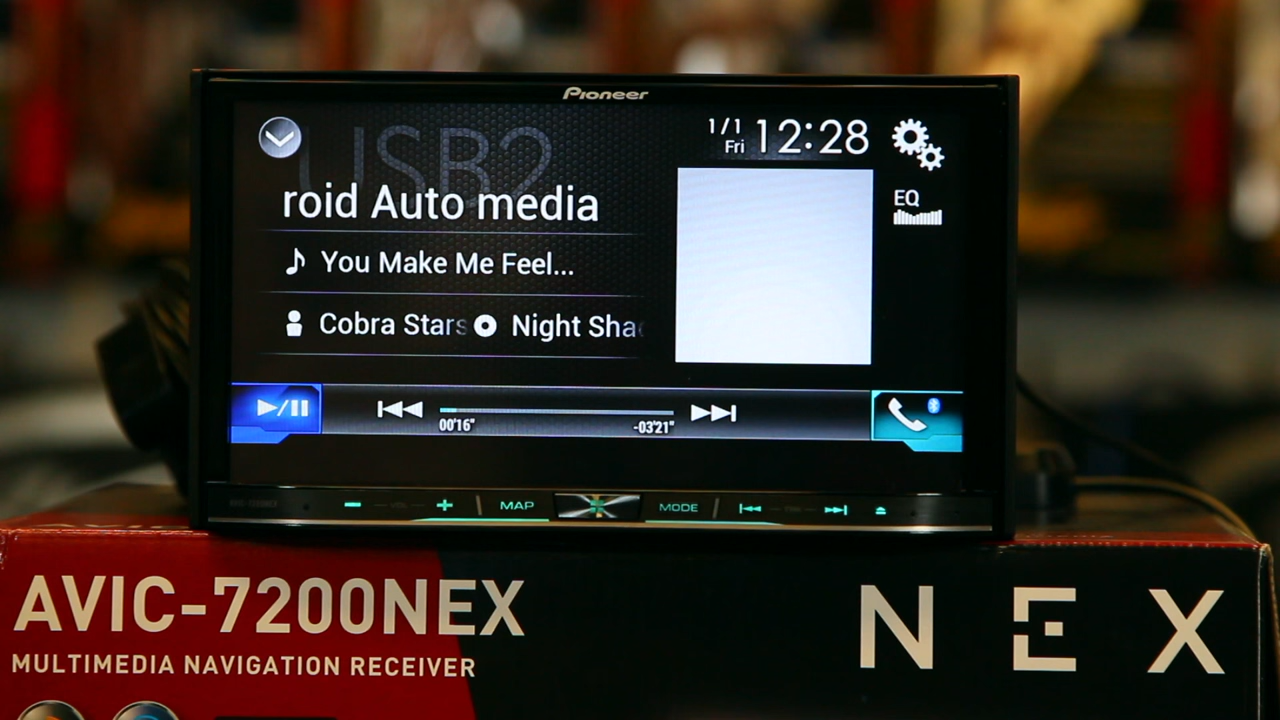 Pioneer
USB2
1/1
Fri
12:28
roid Auto media
EQ
You Make Me Feel...
Cobra Stars Night Sha
00'16"
-03'21"
MAP
MODE
AVIC-7200NEX
MULTIMEDIA NAVIGATION RECEIVER
NEX